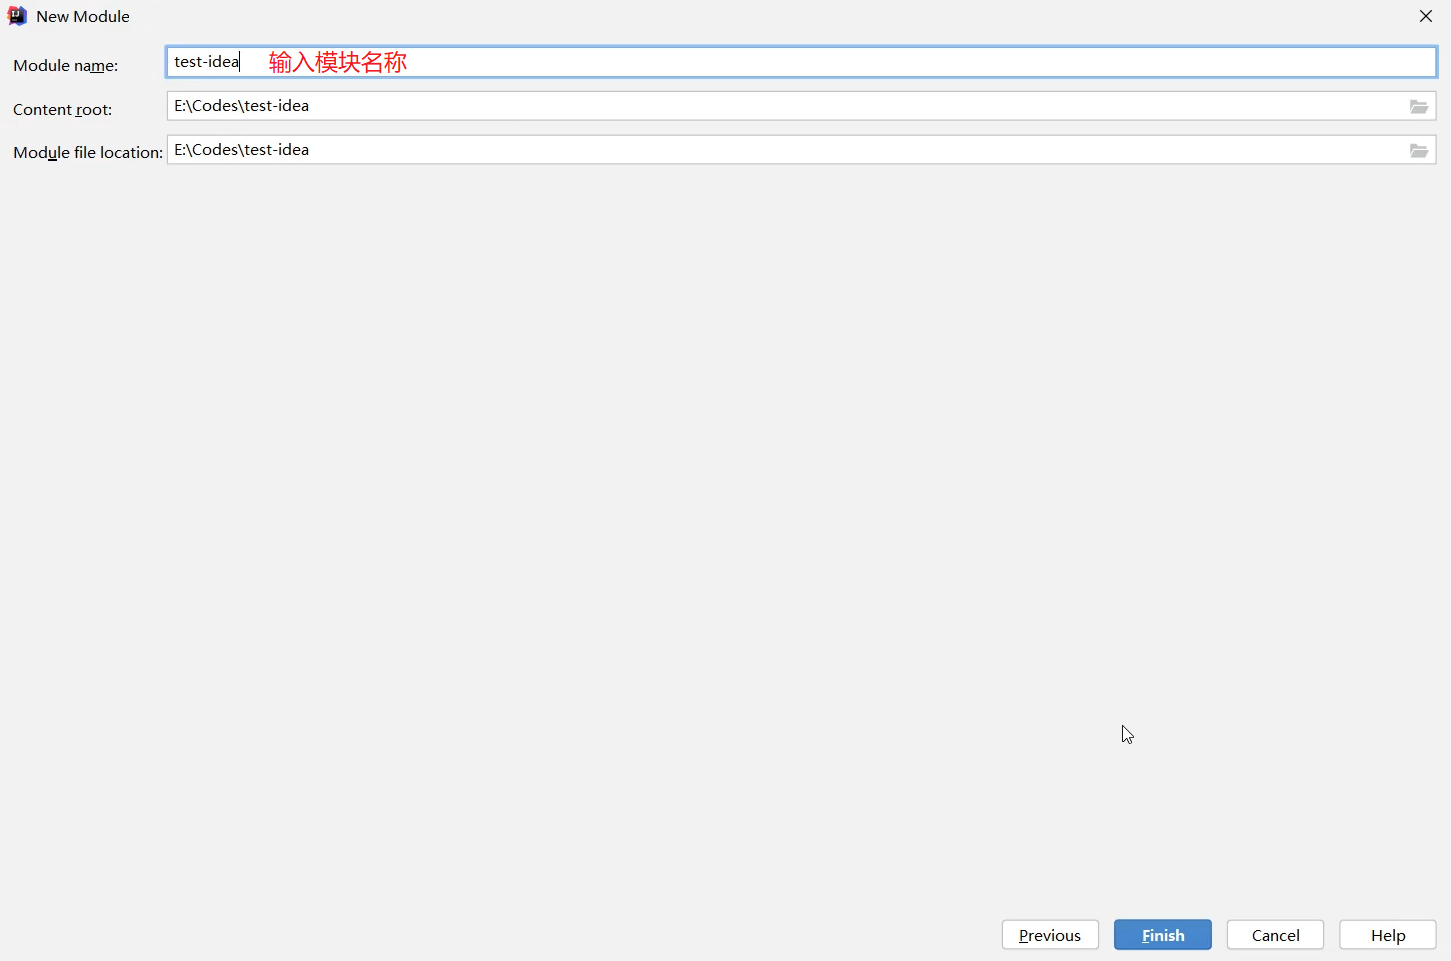 New Module
Module name: test-idea 输入模块名称
Content root: E:\Codes\test-idea
Module file location: E:\Codes\test-idea
Previous Finish Cancel Help